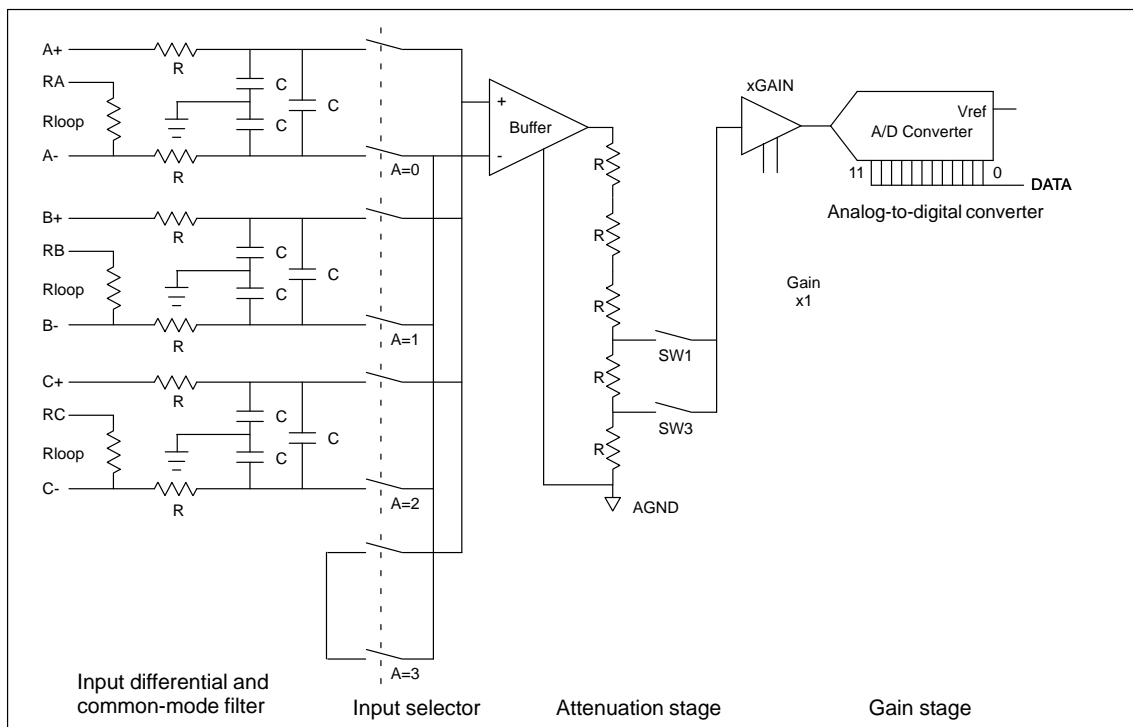 A+
R
C
RA
C
Rloop
C
A-
R
A=0
B+
R
C
RB
C
Rloop
C
B-
R
A=1
C+
R
C
RC
C
Rloop
C
C-
R
A=2
A=3
+
Buffer
-
R
R
R
SW1
R
SW3
R
AGND
xGAIN
Vref
A/D Converter
11
0
DATA
Analog-to-digital converter
Gain
x1
Input differential and
common-mode filter
Input selector
Attenuation stage
Gain stage